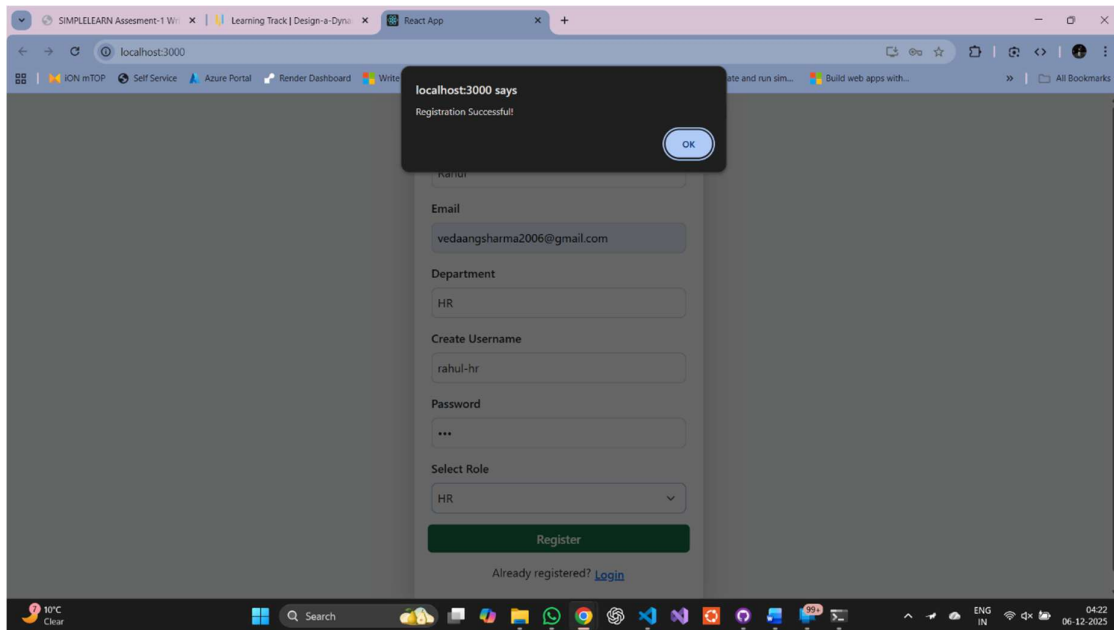 SIMPLELEARN Assesment-1 Wri
Learning Track | Design-a-Dyna
React App
localhost:3000
iON mTOP
Self Service
Azure Portal
Render Dashboard
Write
ate and run sim...
Build web apps with...
All Bookmarks
localhost:3000 says
Registration Successful!
OK
Rahul
Email
vedaangsharma2006@gmail.com
Department
HR
Create Username
rahul-hr
Password
•••
Select Role
HR
Register
Already registered? Login
7
10°C
Clear
Search
99+
ENG
IN
04:22
06-12-2025